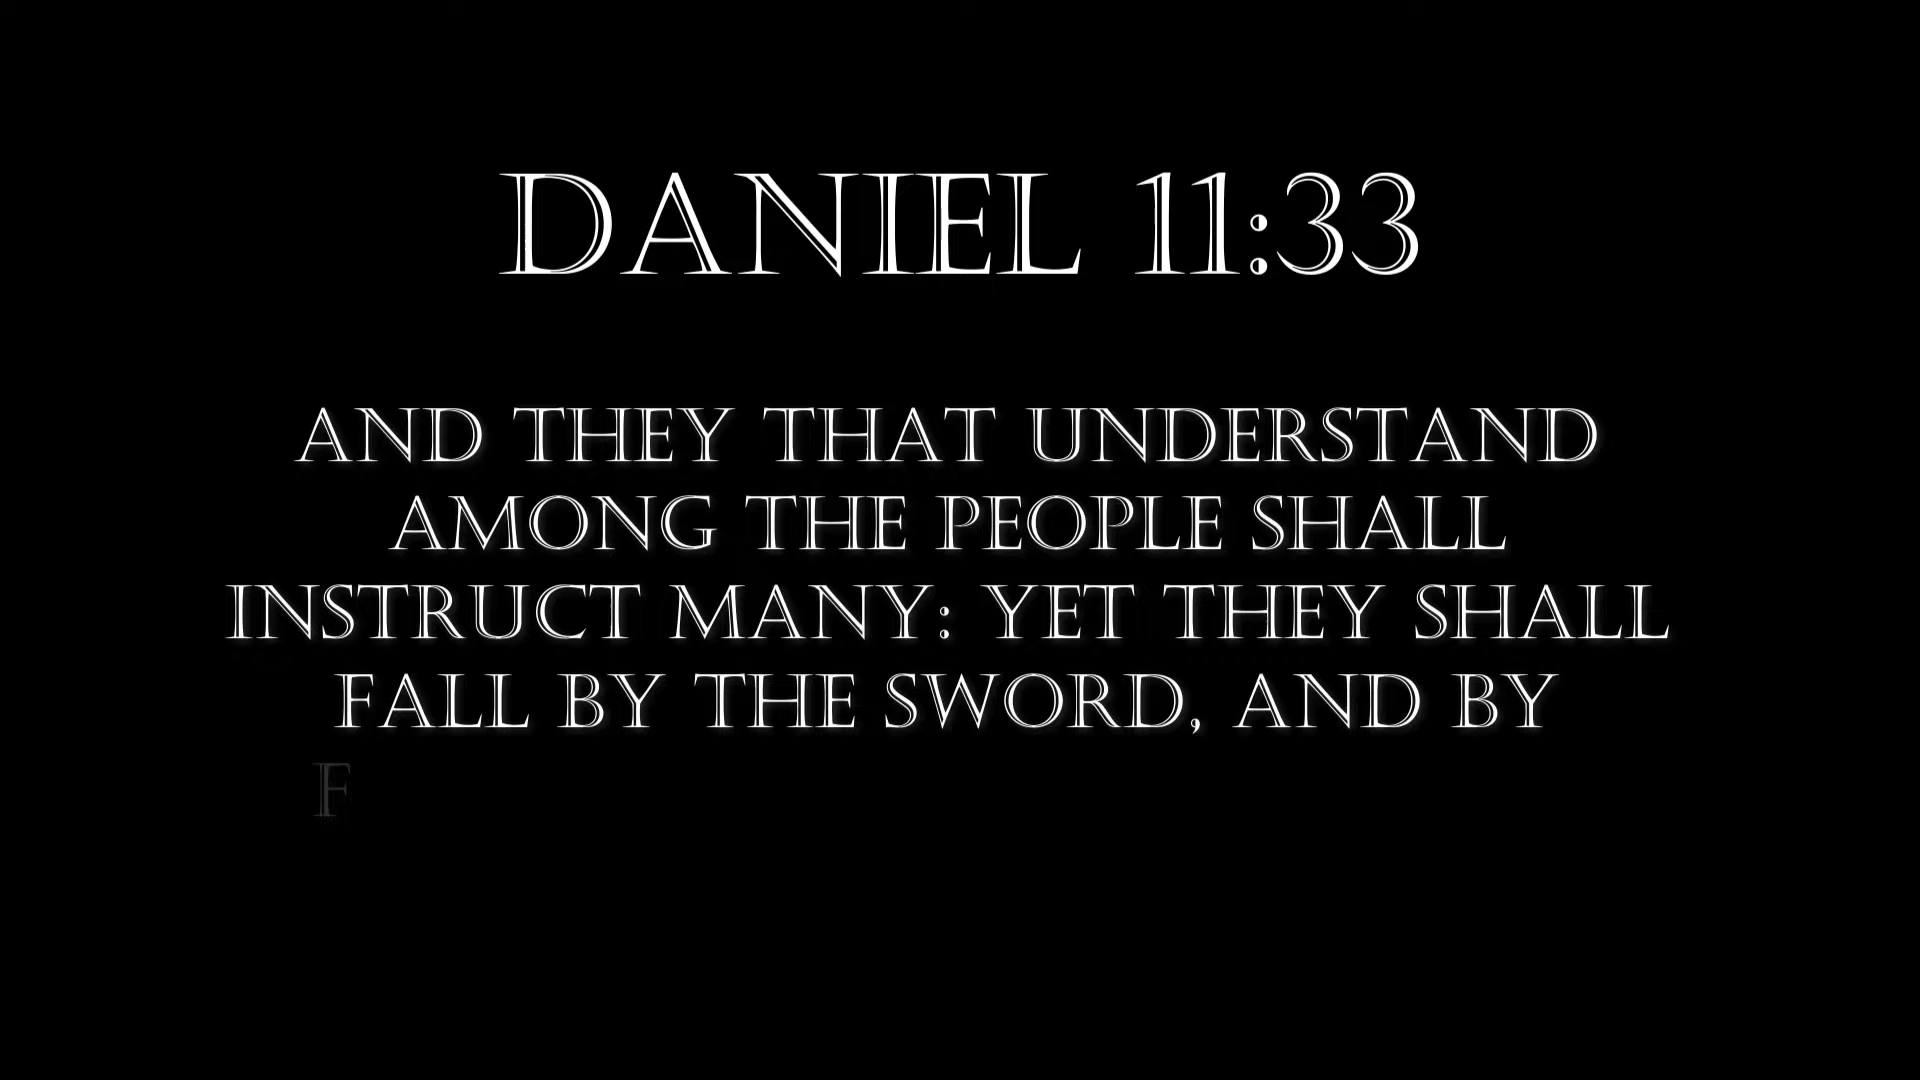 DANIEL 11:33
AND THEY THAT UNDERSTAND
AMONG THE PEOPLE SHALL
INSTRUCT MANY: YET THEY SHALL
FALL BY THE SWORD, AND BY
F